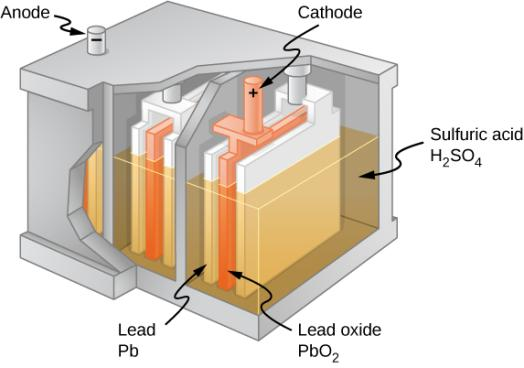 Anode
Cathode
−
+
Sulfuric acid
H₂SO₄
Lead
Pb
Lead oxide
PbO₂